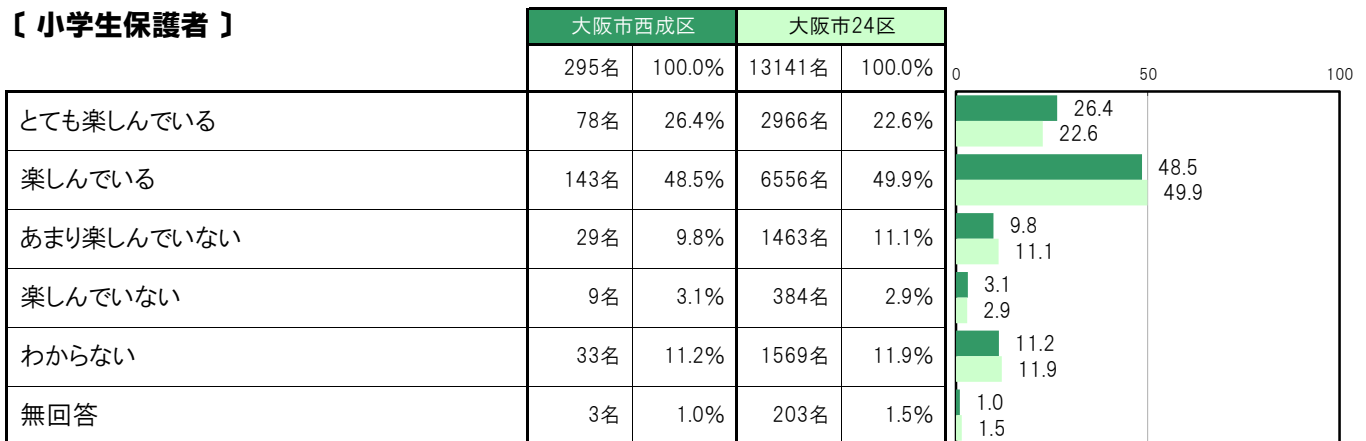 〔 小学生保護者 〕
大阪市西成区 大阪市24区
295名 100.0% 13141名 100.0%
0 50 100
とても楽しんでいる 78名 26.4% 2966名 22.6%
26.4
22.6
楽しんでいる 143名 48.5% 6556名 49.9%
48.5
49.9
あまり楽しんでいない 29名 9.8% 1463名 11.1%
9.8
11.1
楽しんでいない 9名 3.1% 384名 2.9%
3.1
2.9
わからない 33名 11.2% 1569名 11.9%
11.2
11.9
無回答 3名 1.0% 203名 1.5%
1.0
1.5